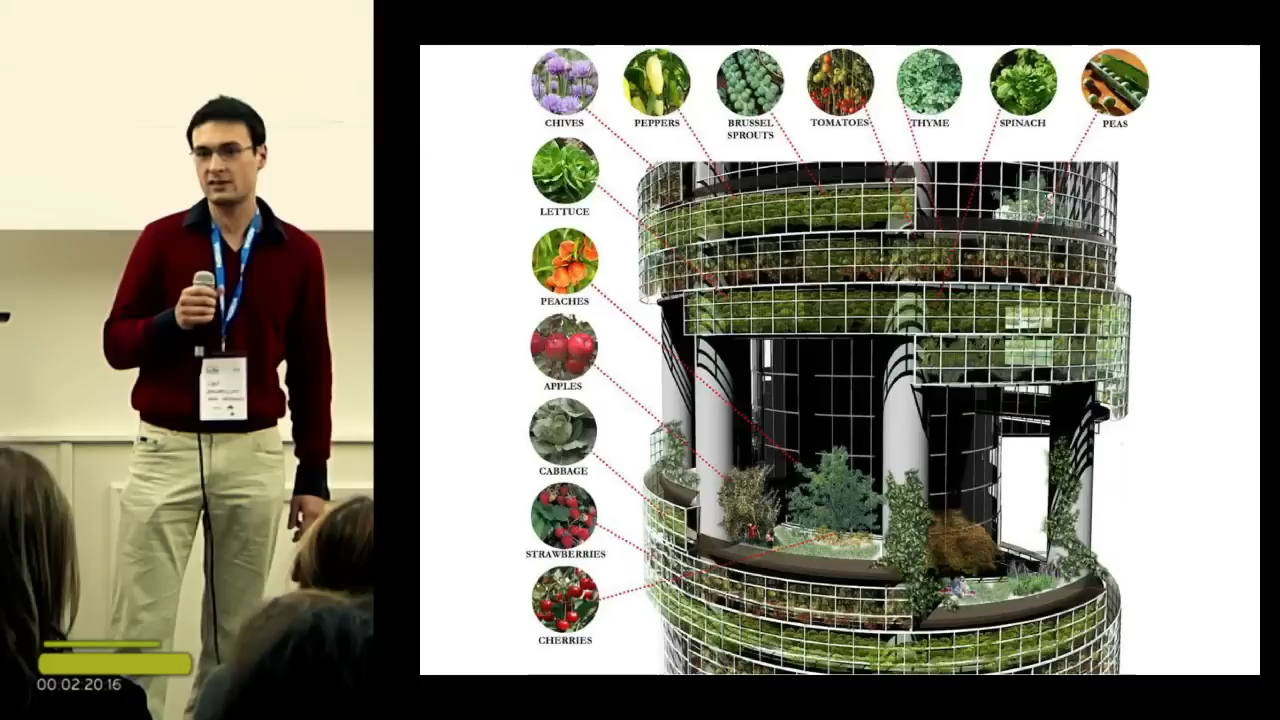 CHIVES
PEPPERS
BRUSSEL
SPROUTS
TOMATOES
THYME
SPINACH
PEAS
LETTUCE
PEACHES
APPLES
CABBAGE
STRAWBERRIES
CHERRIES
00:02:20:16